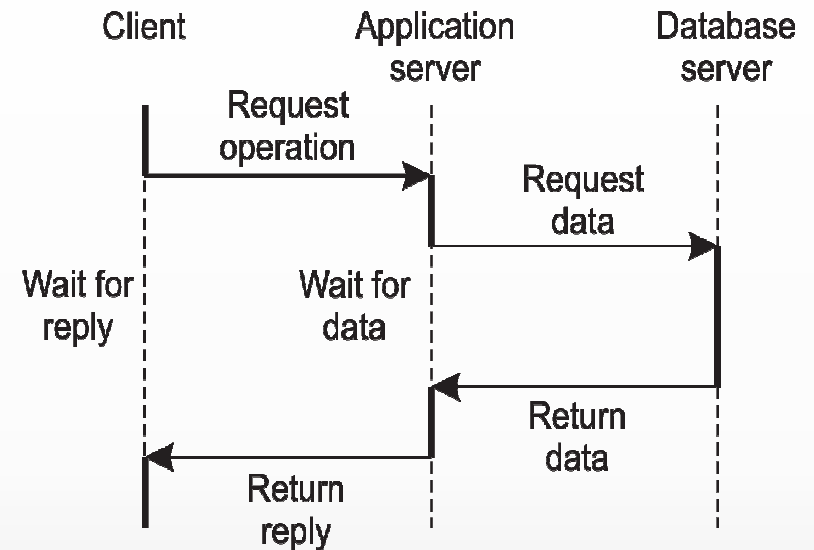 Client
Application
server
Database
server
Request
operation
Request
data
Wait for
reply
Wait for
data
Return
data
Return
reply